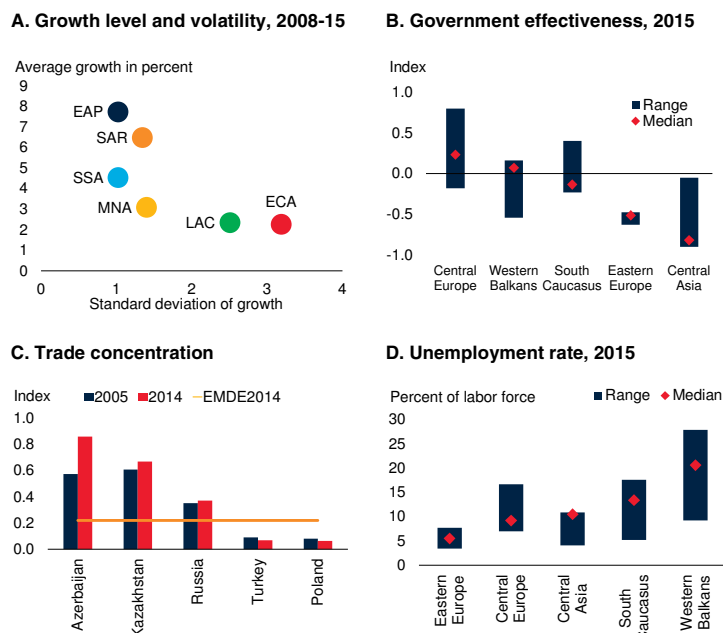 A. Growth level and volatility, 2008-15
Average growth in percent
9
8
7
6
5
4
3
2
1
0
EAP
SAR
SSA
MNA
LAC
ECA
0 1 2 3 4
Standard deviation of growth
B. Government effectiveness, 2015
Index
1.0
0.5
0.0
-0.5
-1.0
Range
Median
Central Europe
Western Balkans
South Caucasus
Eastern Europe
Central Asia
C. Trade concentration
Index
2005 2014 EMDE2014
1.0
0.8
0.6
0.4
0.2
0.0
Azerbaijan
Kazakhstan
Russia
Turkey
Poland
D. Unemployment rate, 2015
Percent of labor force
Range Median
30
25
20
15
10
5
0
Eastern
Europe
Central
Europe
Central
Asia
South
Caucasus
Western
Balkans